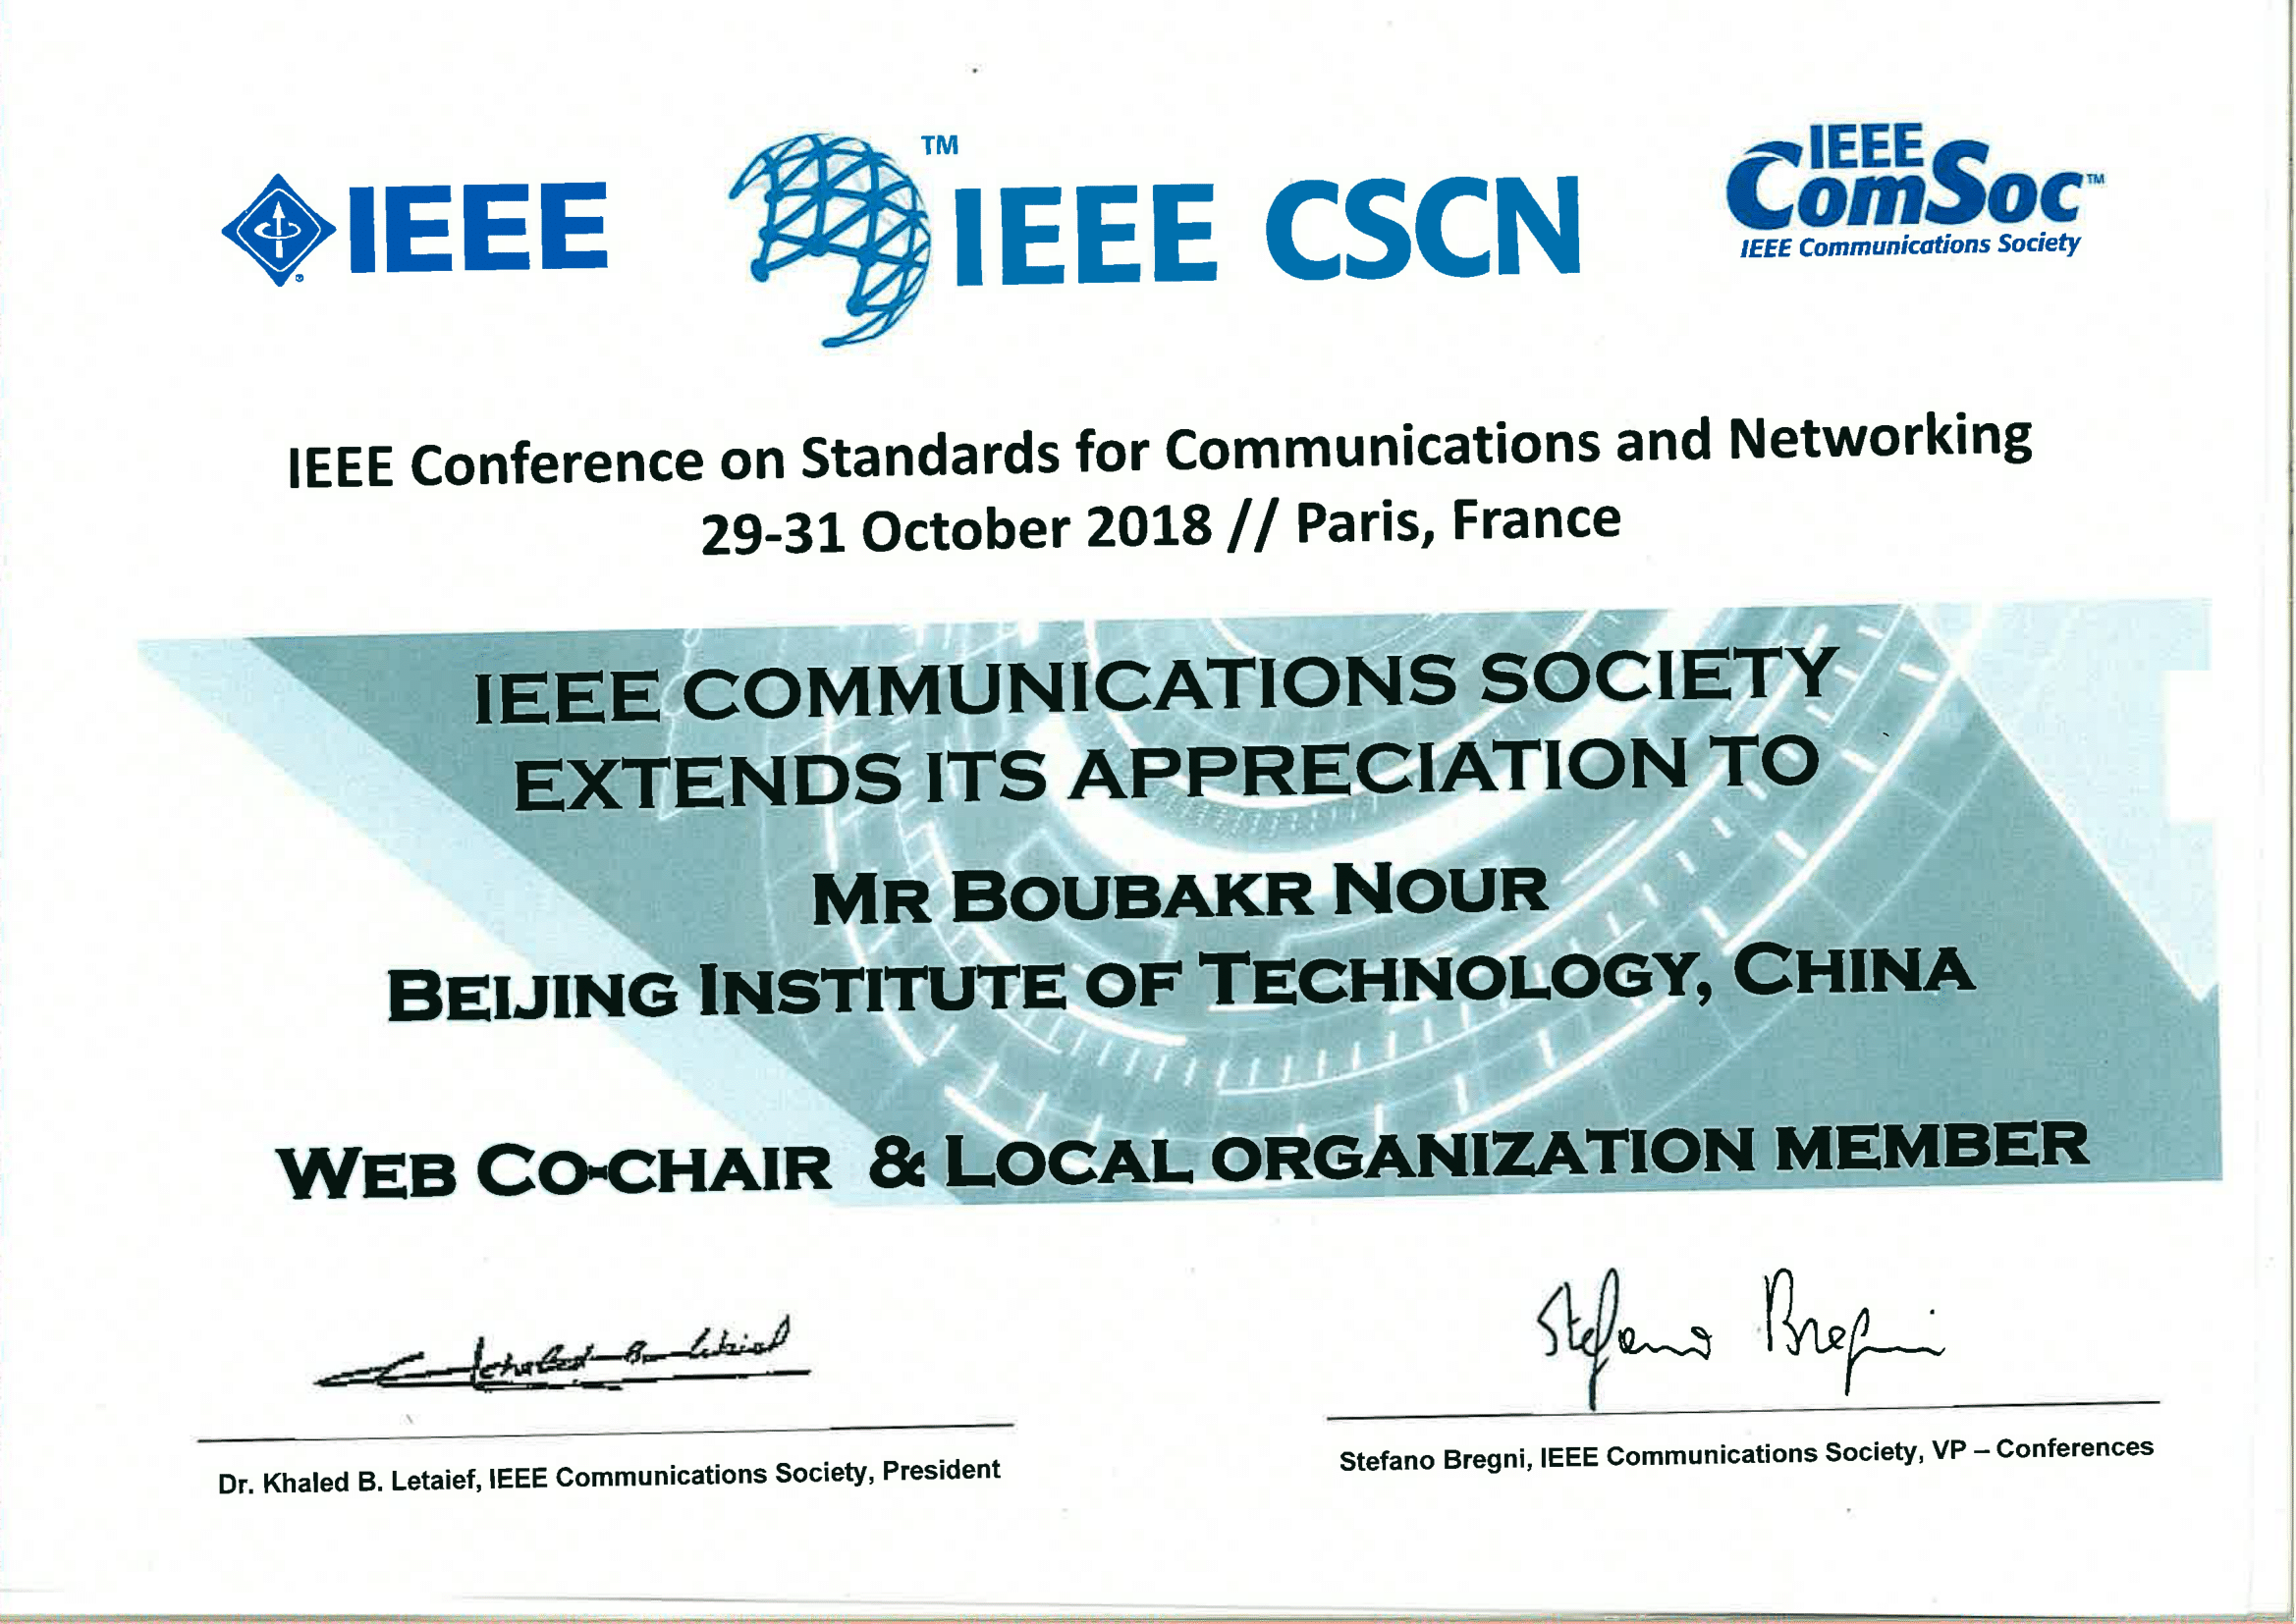 IEEE
TM
IEEE CSCN
IEEE
ComSoc™
IEEE Communications Society
IEEE Conference on Standards for Communications and Networking
29-31 October 2018 // Paris, France
IEEE COMMUNICATIONS SOCIETY
EXTENDS ITS APPRECIATION TO
MR BOUBAKR NOUR
BEIJING INSTITUTE OF TECHNOLOGY, CHINA
WEB CO-CHAIR & LOCAL ORGANIZATION MEMBER
Khaled B. Letaief
Stefano Bregni
Dr. Khaled B. Letaief, IEEE Communications Society, President
Stefano Bregni, IEEE Communications Society, VP – Conferences